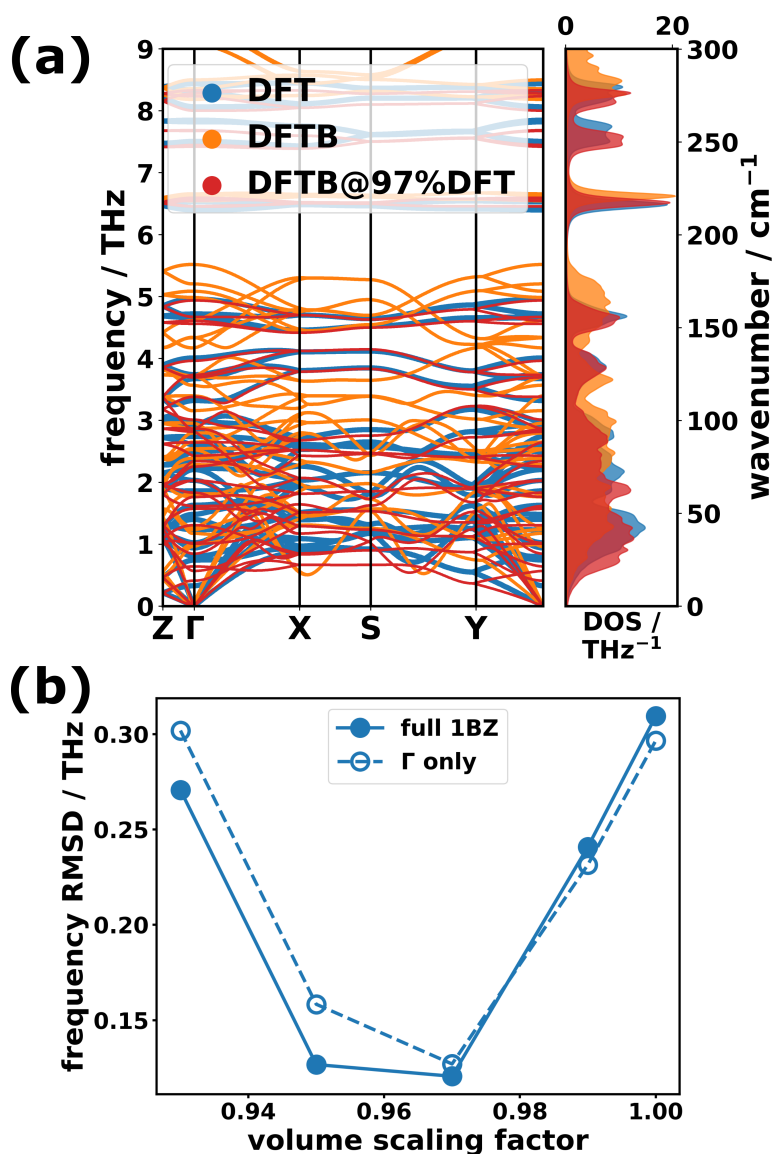 (a)
0 20
9
8
7
6
5
4
3
2
1
0
frequency / THz
DFT
DFTB
DFTB@97%DFT
Z Γ X S Y
300
250
200
150
100
50
0
wavenumber / cm⁻¹
DOS /
THz⁻¹
(b)
0.30
0.25
0.20
0.15
frequency RMSD / THz
full 1BZ
Γ only
0.94 0.96 0.98 1.00
volume scaling factor